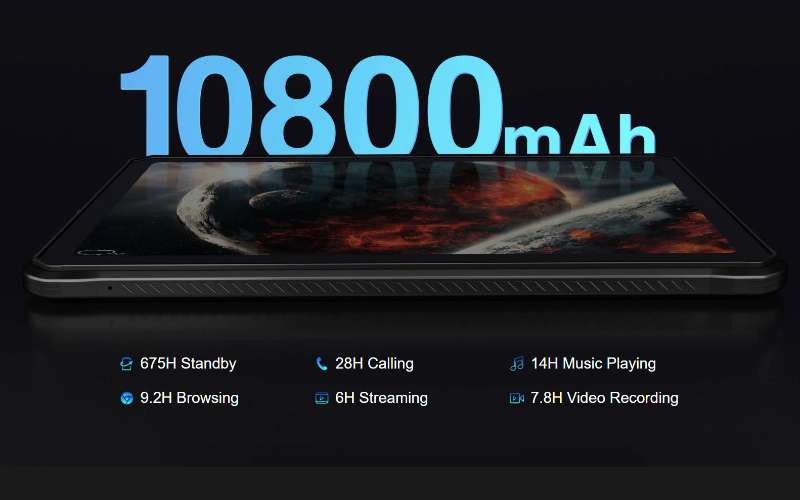 10800mAh
675H Standby
28H Calling
14H Music Playing
9.2H Browsing
6H Streaming
7.8H Video Recording